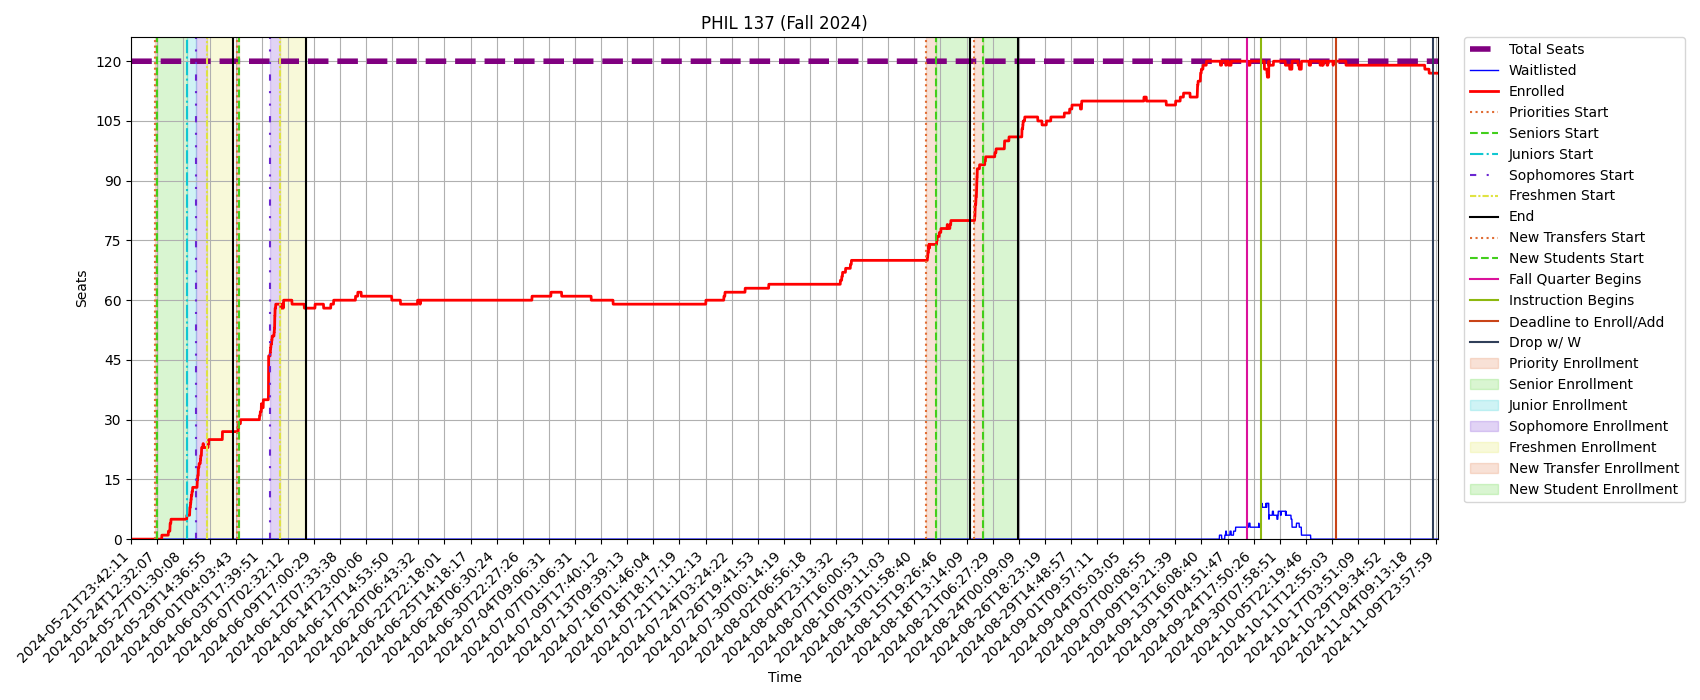 PHIL 137 (Fall 2024)
Seats
120
105
90
75
60
45
30
15
0
2024-05-21T23:42:11
2024-05-24T12:32:07
2024-05-27T01:30:08
2024-05-29T14:36:55
2024-06-01T04:03:43
2024-06-03T17:39:51
2024-06-07T02:32:12
2024-06-09T17:00:29
2024-06-12T07:33:38
2024-06-14T23:00:06
2024-06-17T14:53:50
2024-06-20T06:43:32
2024-06-22T22:18:01
2024-06-25T14:18:17
2024-06-28T06:30:24
2024-06-30T22:27:26
2024-07-04T09:06:31
2024-07-07T01:06:31
2024-07-09T17:40:12
2024-07-13T09:39:13
2024-07-16T01:46:04
2024-07-18T18:17:19
2024-07-21T11:12:13
2024-07-24T03:24:22
2024-07-26T19:41:53
2024-07-30T00:14:19
2024-08-02T06:56:18
2024-08-04T23:13:32
2024-08-07T16:00:53
2024-08-10T09:11:03
2024-08-13T01:58:40
2024-08-15T19:26:46
2024-08-18T13:14:09
2024-08-21T06:27:29
2024-08-24T00:09:09
2024-08-26T18:23:19
2024-08-29T14:48:57
2024-09-01T09:57:11
2024-09-04T05:03:05
2024-09-07T00:08:55
2024-09-09T19:21:39
2024-09-13T16:08:40
2024-09-19T04:51:47
2024-09-24T17:50:26
2024-09-30T07:58:51
2024-10-05T22:19:46
2024-10-11T12:55:03
2024-10-17T03:51:09
2024-10-29T19:34:52
2024-11-04T09:13:18
2024-11-09T23:57:59
Time
Total Seats
Waitlisted
Enrolled
Priorities Start
Seniors Start
Juniors Start
Sophomores Start
Freshmen Start
End
New Transfers Start
New Students Start
Fall Quarter Begins
Instruction Begins
Deadline to Enroll/Add
Drop w/ W
Priority Enrollment
Senior Enrollment
Junior Enrollment
Sophomore Enrollment
Freshmen Enrollment
New Transfer Enrollment
New Student Enrollment